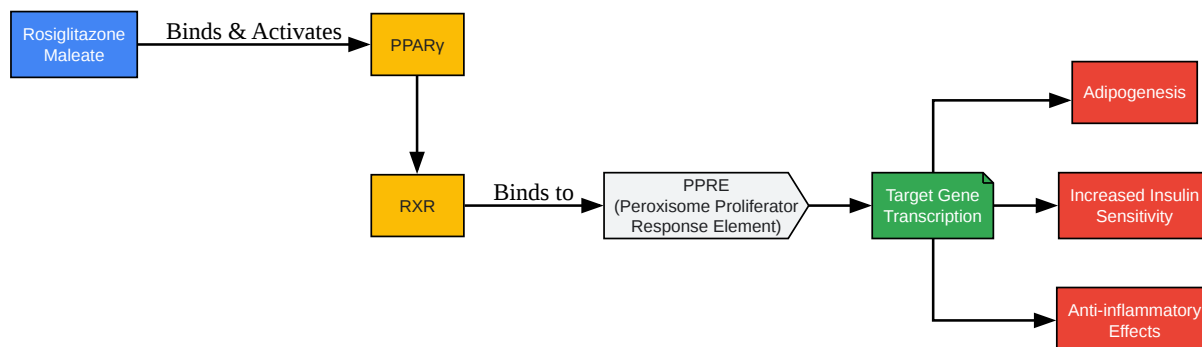 Rosiglitazone
Maleate
Binds & Activates
PPARγ
RXR
Binds to
PPRE
(Peroxisome Proliferator
Response Element)
Target Gene
Transcription
Adipogenesis
Increased Insulin
Sensitivity
Anti-inflammatory
Effects